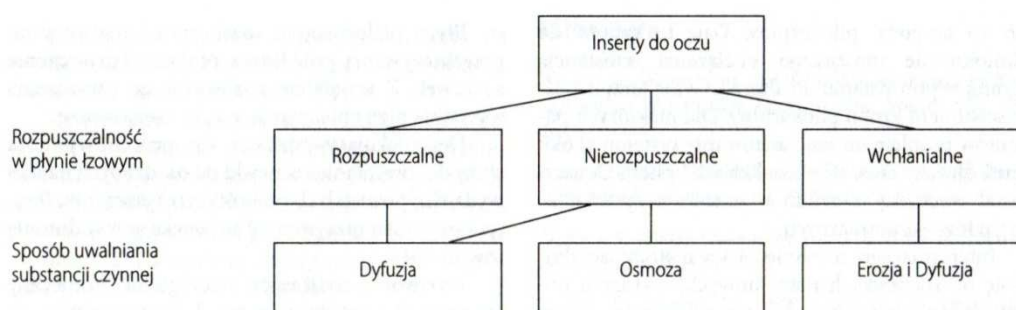 Inserty do oczu
Rozpuszczalność
w płynie łzowym
Rozpuszczalne
Nierozpuszczalne
Wchłanialne
Sposób uwalniania
substancji czynnej
Dyfuzja
Osmoza
Erozja i Dyfuzja